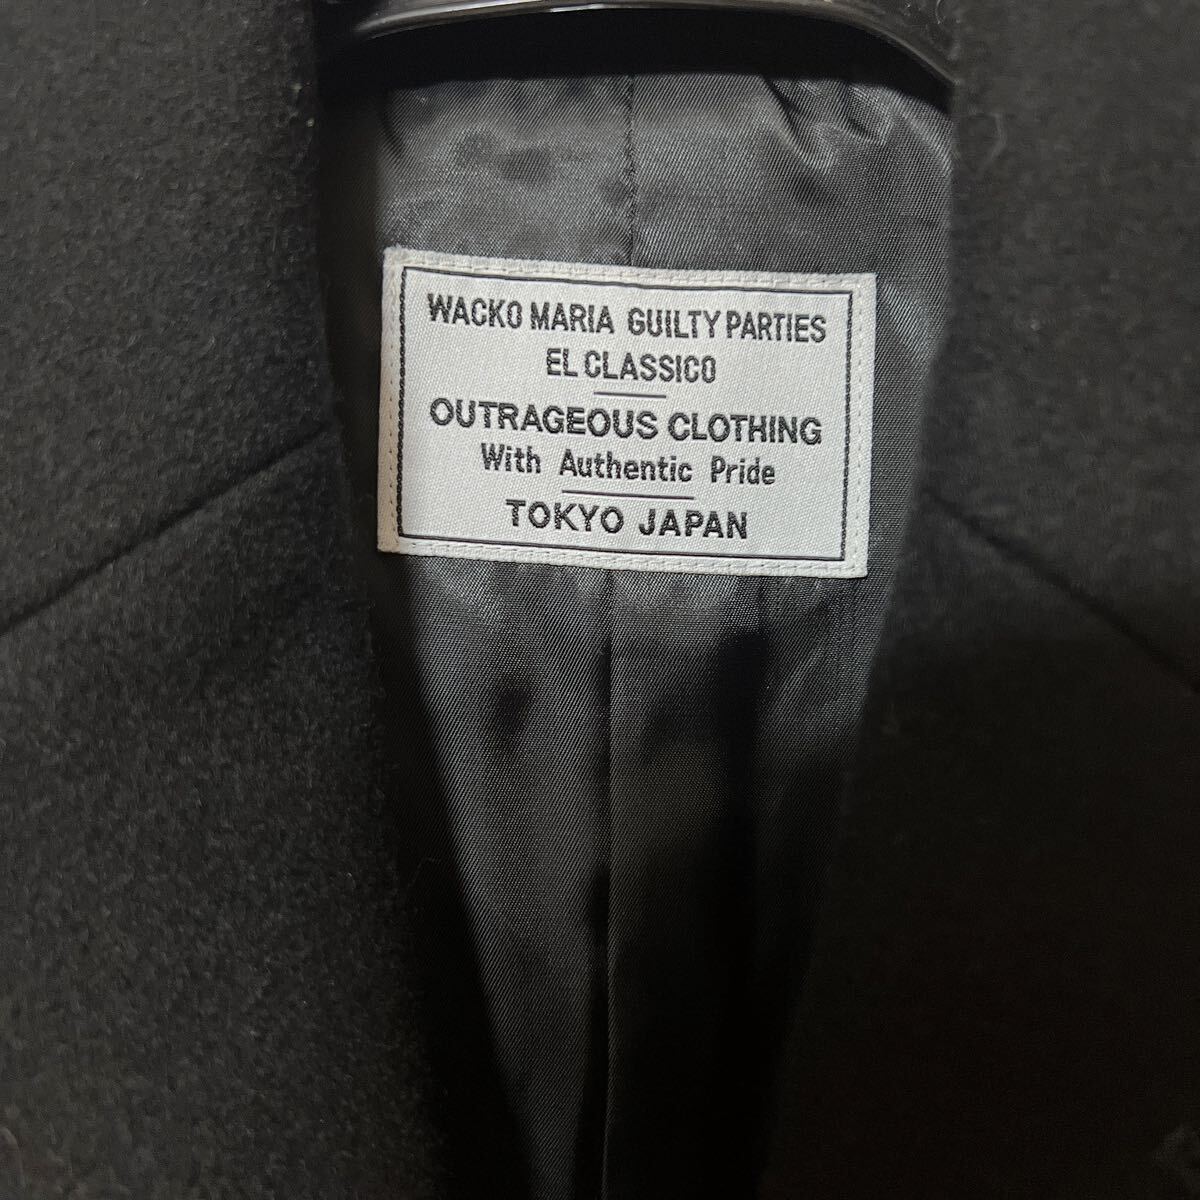 WACKO MARIA GUILTY PARTIES
EL CLASSICO
OUTRAGEOUS CLOTHING
With Authentic Pride
TOKYO JAPAN